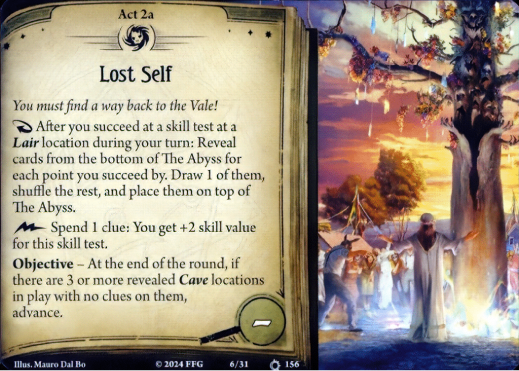 Act 2a
Lost Self
You must find a way back to the Vale!
After you succeed at a skill test at a
Lair location during your turn: Reveal
cards from the bottom of The Abyss for
each point you succeed by. Draw 1 of them,
shuffle the rest, and place them on top of
The Abyss.
Spend 1 clue: You get +2 skill value
for this skill test.
Objective – At the end of the round, if
there are 3 or more revealed Cave locations
in play with no clues on them,
advance.
–
Illus. Mauro Dal Bo
© 2024 FFG
6/31
156